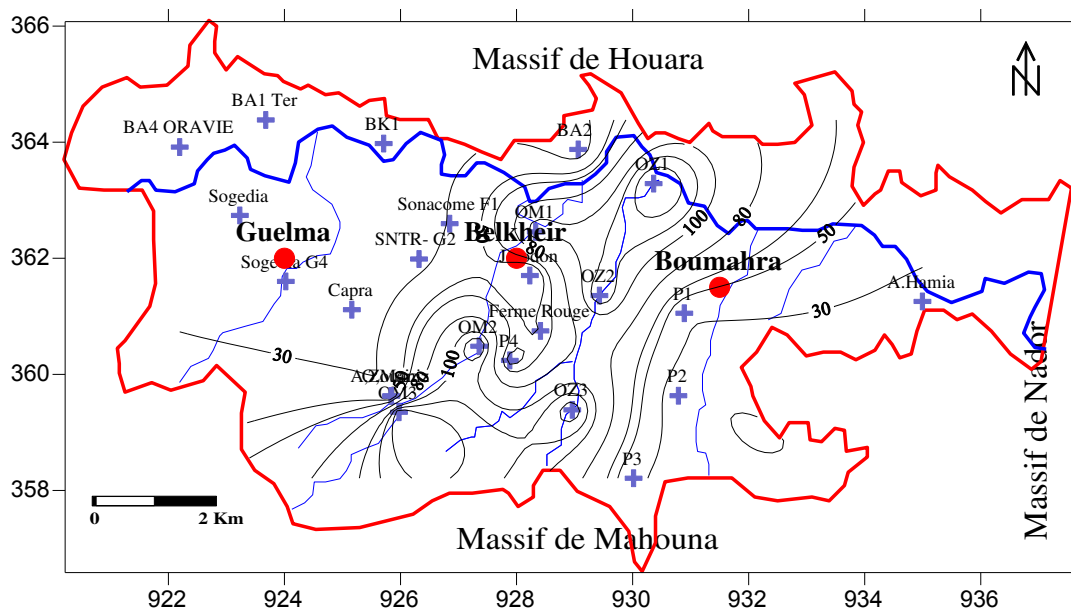 366
Massif de Houara
N
BA1 Ter
364
BA4 ORAVIE
BK1
BA2
OZ1
Sogedia
Sonacome F1
OM1
100
80
50
Guelma
SNTR- G2
Belkheir
80
362
Sogedia G4
Boumahra
Capra
OZ2
P1
A.Hamia
Ferme Rouge
30
OM2
P4
30
100
80
360
OZ3
P2
OM3
P3
358
0
2 Km
Massif de Mahouna
Massif de Nador
922
924
926
928
930
932
934
936